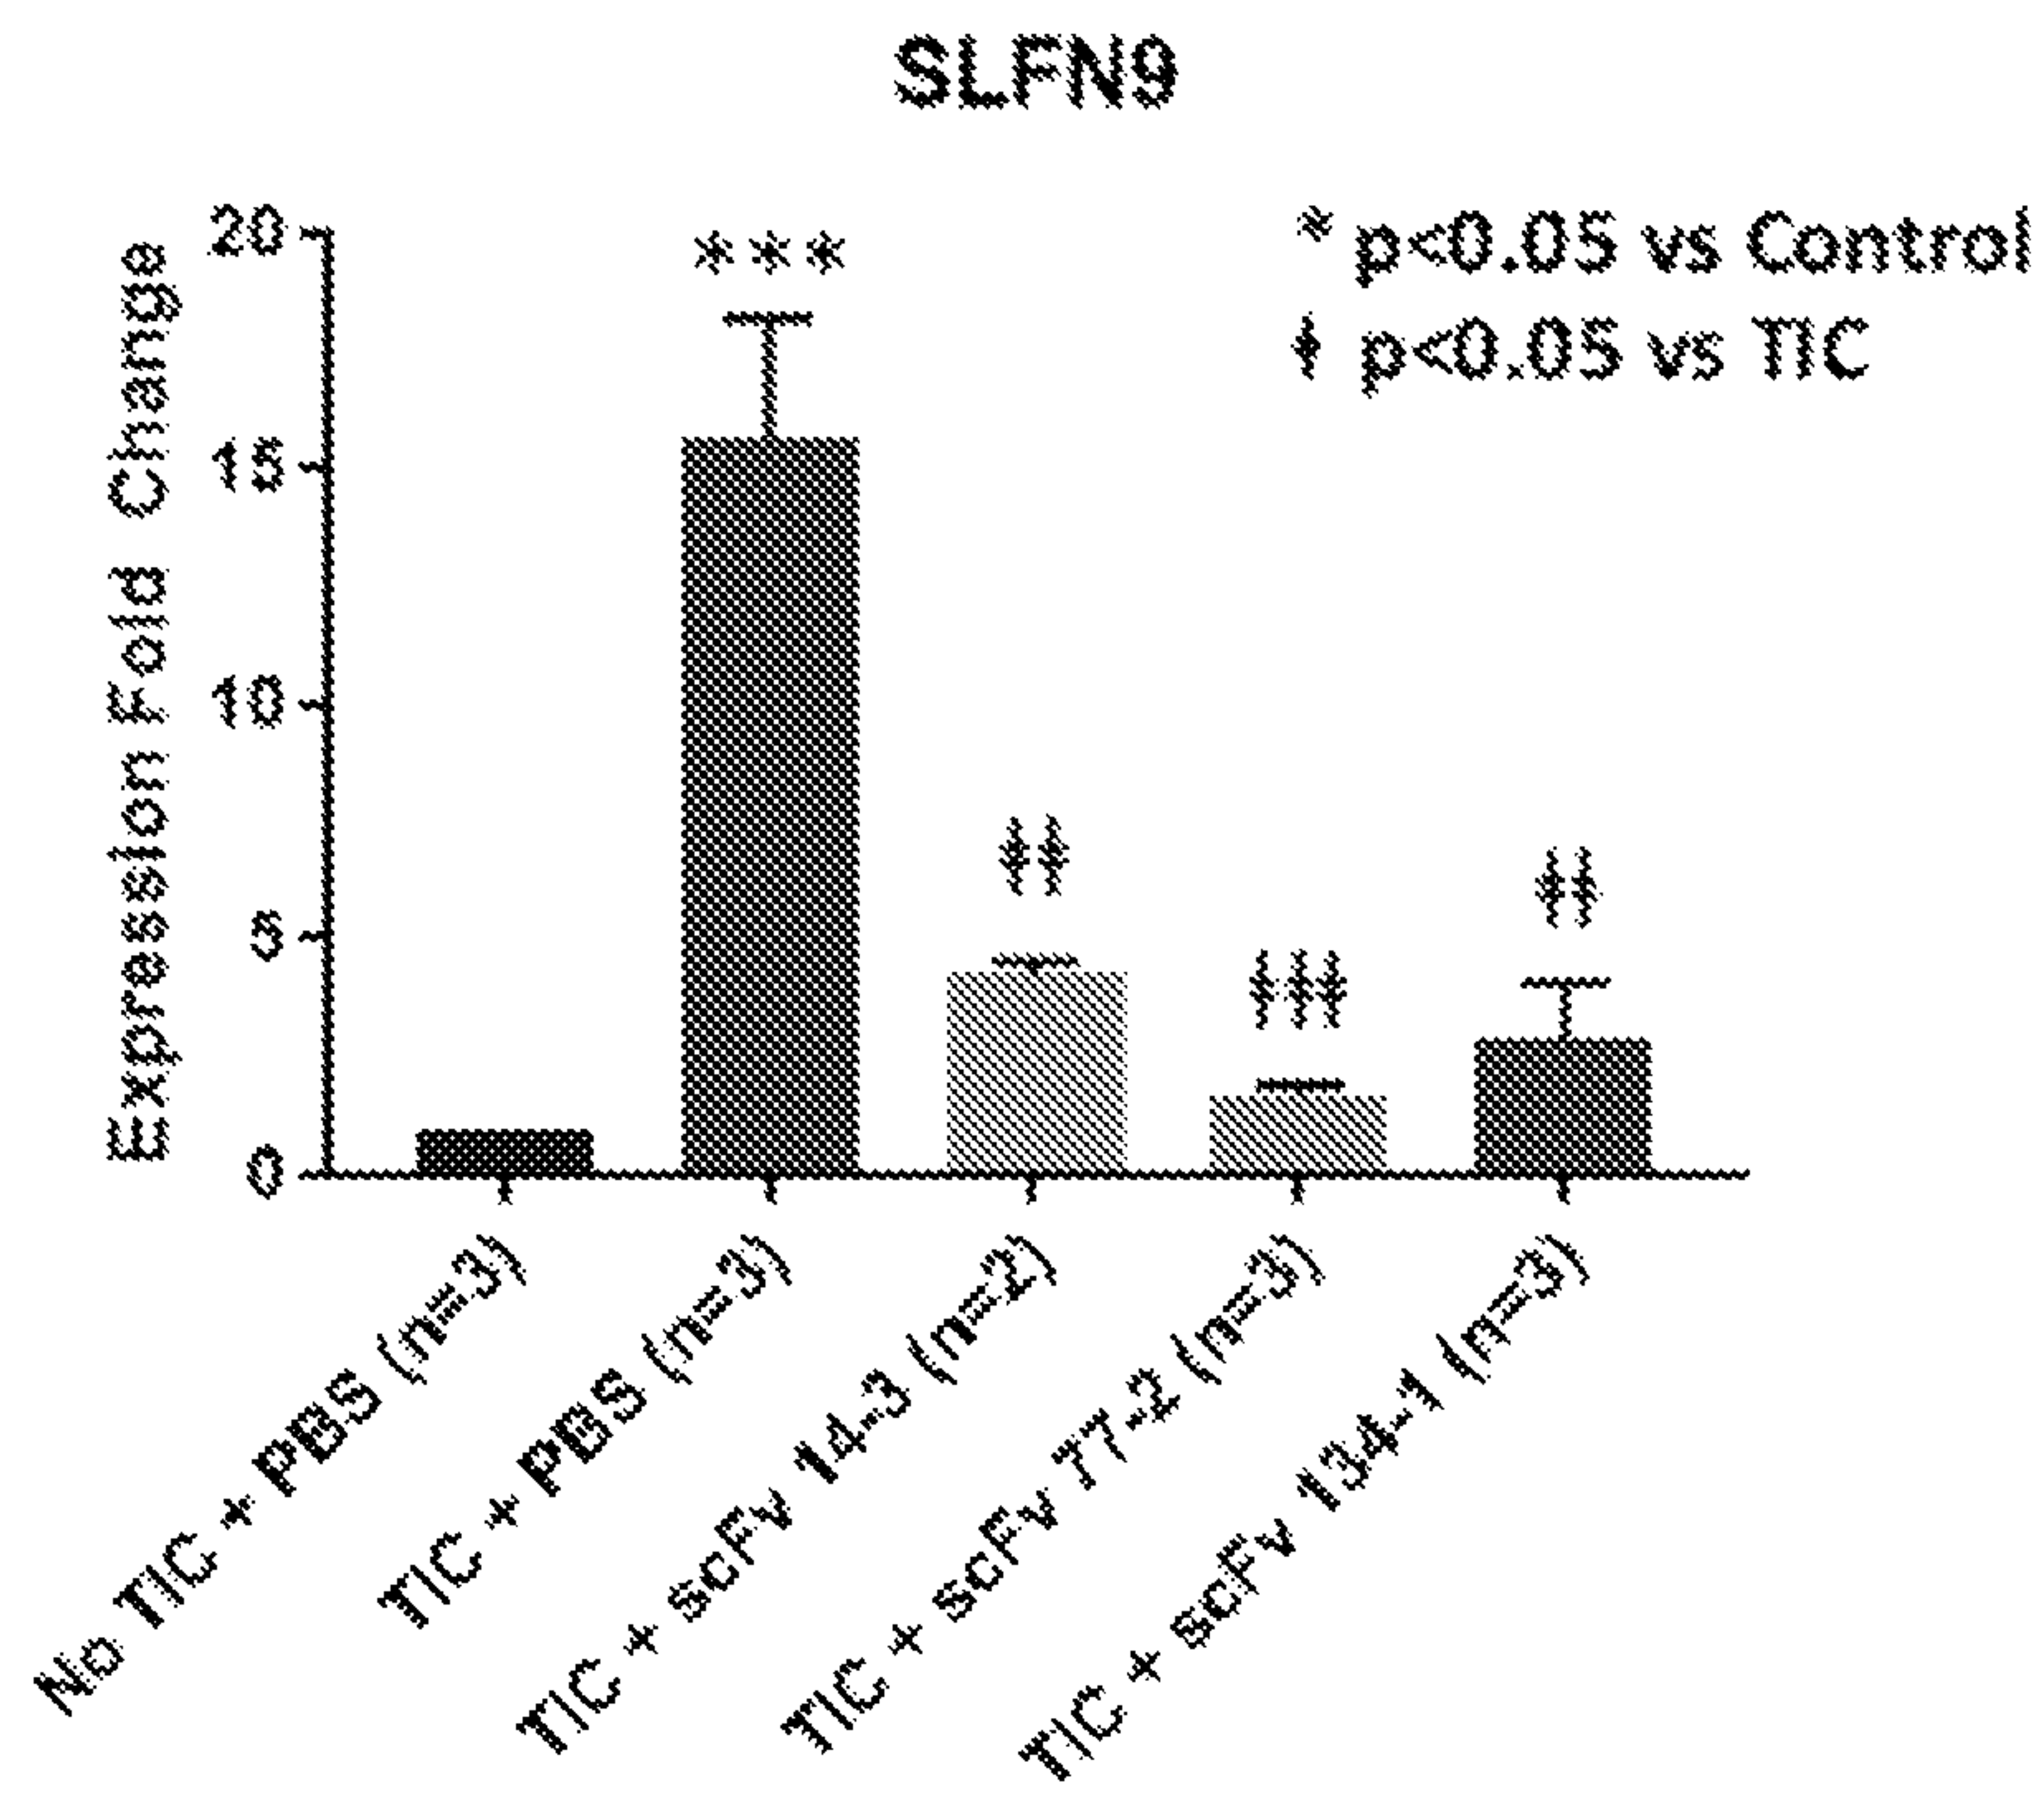 SLFN9
* p<0.05 vs Control
ǂ p<0.05 vs TIC
Expression Fold Change
20
15
10
5
0
***
ǂǂ
ǂǂǂ
ǂǂ
No TIC + PBS (n=3)
TIC + PBS (n=3)
TIC + scFv 14-3 (n=2)
TIC + scFv T7-2 (n=3)
TIC + scFv 13A-1 (n=3)